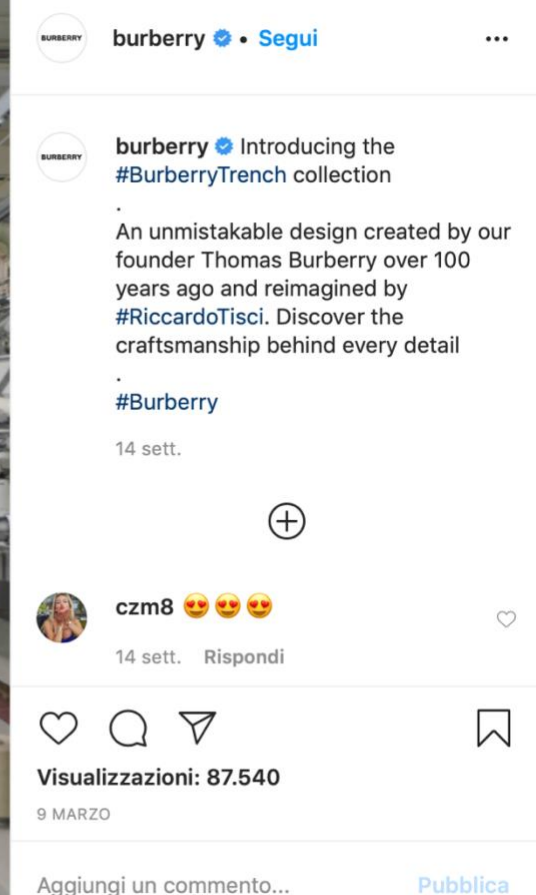 BURBERRY
burberry • Segui
BURBERRY
burberry Introducing the
#BurberryTrench collection
.
An unmistakable design created by our
founder Thomas Burberry over 100
years ago and reimagined by
#RiccardoTisci. Discover the
craftsmanship behind every detail
.
#Burberry
14 sett.
czm8 😍😍😍
14 sett. Rispondi
Visualizzazioni: 87.540
9 MARZO
Aggiungi un commento... Pubblica